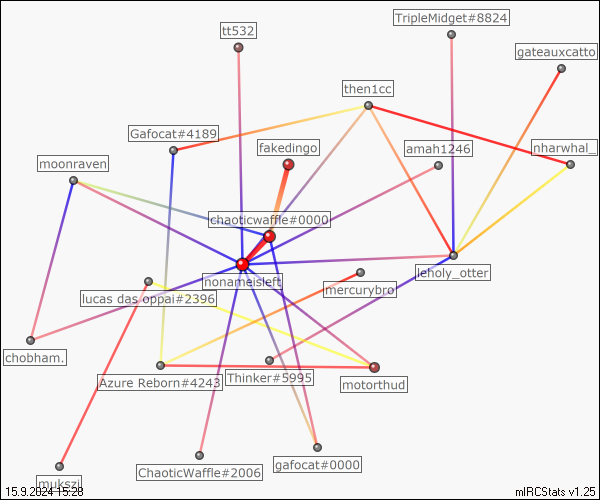 TripleMidget#8824
tt532
gateauxcatto
then1cc
Gafocat#4189
fakedingo
amah1246
nharwhal_
moonraven
chaoticwaffle#0000
nonameisleft
leholy_otter
lucas das oppai#2396
mercurybro
chobham.
Azure Reborn#4243
Thinker#5995
motorthud
mukszi
ChaoticWaffle#2006
gafocat#0000
15.9.2024 15:28
mIRCStats v1.25